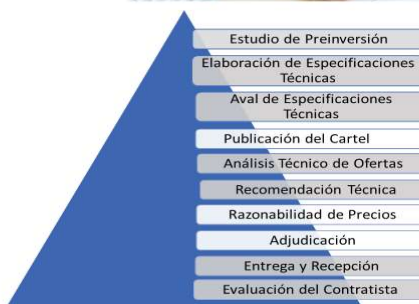 Estudio de Preinversión
Elaboración de Especificaciones
Técnicas
Aval de Especificaciones
Técnicas
Publicación del Cartel
Análisis Técnico de Ofertas
Recomendación Técnica
Razonabilidad de Precios
Adjudicación
Entrega y Recepción
Evaluación del Contratista